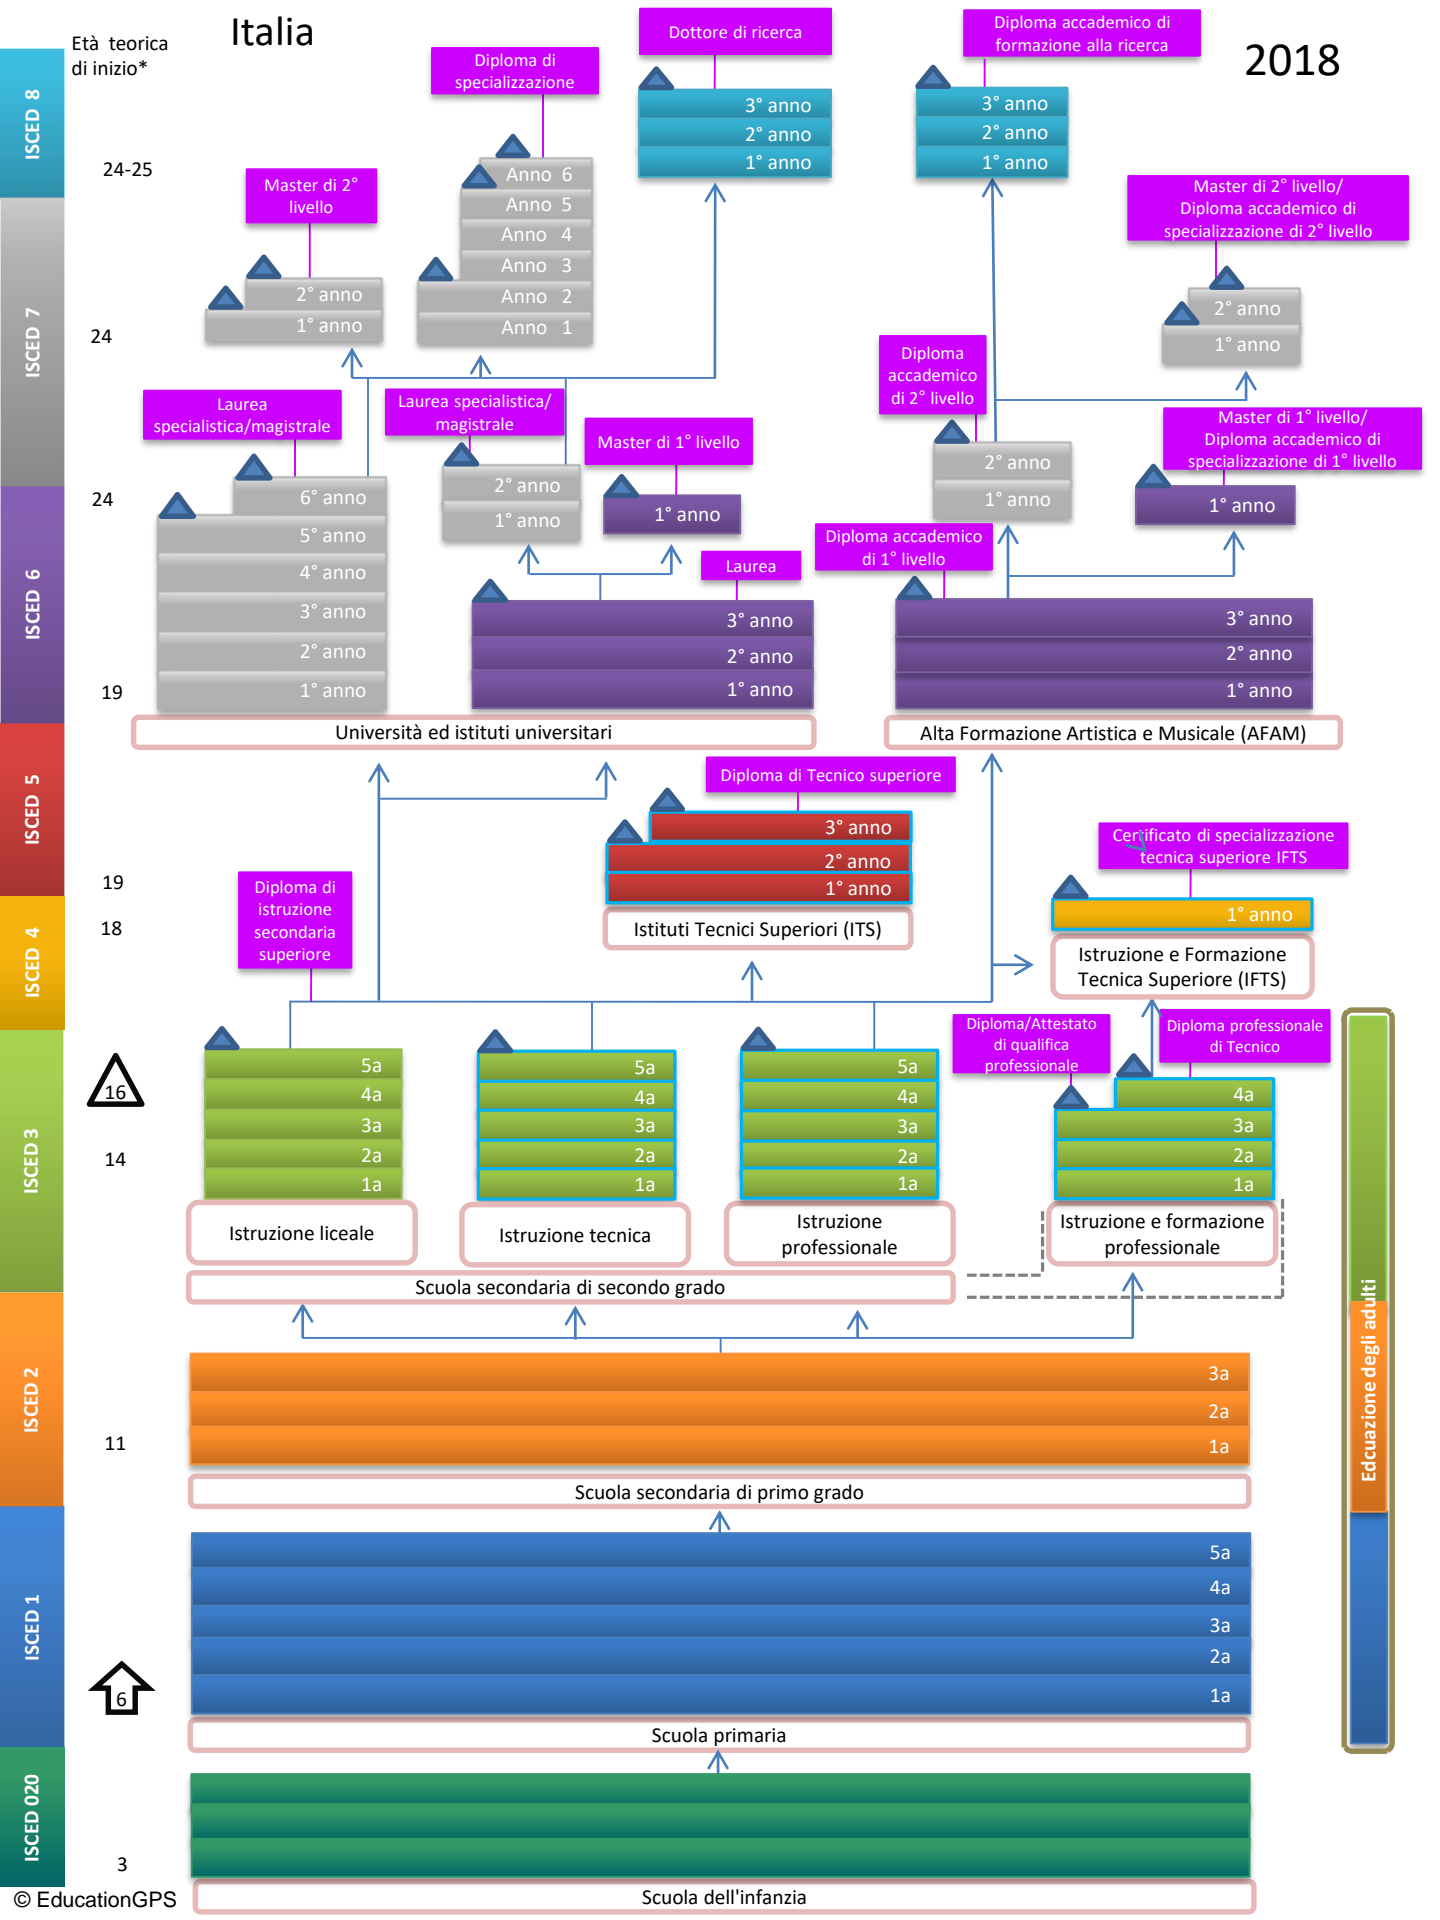 Italia
2018
Età teorica
di inizio*
ISCED 8
24-25
Diploma di
specializzazione
Dottore di ricerca
Diploma accademico di
formazione alla ricerca
3° anno
2° anno
1° anno
3° anno
2° anno
1° anno
Master di 2°
livello
2° anno
1° anno
Anno 6
Anno 5
Anno 4
Anno 3
Anno 2
Anno 1
Master di 2° livello/
Diploma accademico di
specializzazione di 2° livello
2° anno
1° anno
ISCED 7
24
Laurea
specialistica/magistrale
Laurea specialistica/
magistrale
Master di 1° livello
Diploma
accademico
di 2° livello
Master di 1° livello/
Diploma accademico di
specializzazione di 1° livello
24
6° anno
5° anno
4° anno
3° anno
2° anno
1° anno
2° anno
1° anno
1° anno
2° anno
1° anno
1° anno
ISCED 6
Laurea
Diploma accademico
di 1° livello
3° anno
2° anno
1° anno
3° anno
2° anno
1° anno
19
Università ed istituti universitari
Alta Formazione Artistica e Musicale (AFAM)
ISCED 5
Diploma di Tecnico superiore
3° anno
2° anno
1° anno
19
Istituti Tecnici Superiori (ITS)
Certificato di specializzazione
tecnica superiore IFTS
1° anno
Istruzione e Formazione
Tecnica Superiore (IFTS)
ISCED 4
18
Diploma di
istruzione
secondaria
superiore
Diploma/Attestato
di qualifica
professionale
Diploma professionale
di Tecnico
ISCED 3
16
14
5a
4a
3a
2a
1a
5a
4a
3a
2a
1a
5a
4a
3a
2a
1a
4a
3a
2a
1a
Istruzione liceale
Istruzione tecnica
Istruzione
professionale
Istruzione e formazione
professionale
Scuola secondaria di secondo grado
ISCED 2
11
3a
2a
1a
Scuola secondaria di primo grado
Edcuazione degli adulti
ISCED 1
6
5a
4a
3a
2a
1a
Scuola primaria
ISCED 020
3
Scuola dell'infanzia
© EducationGPS